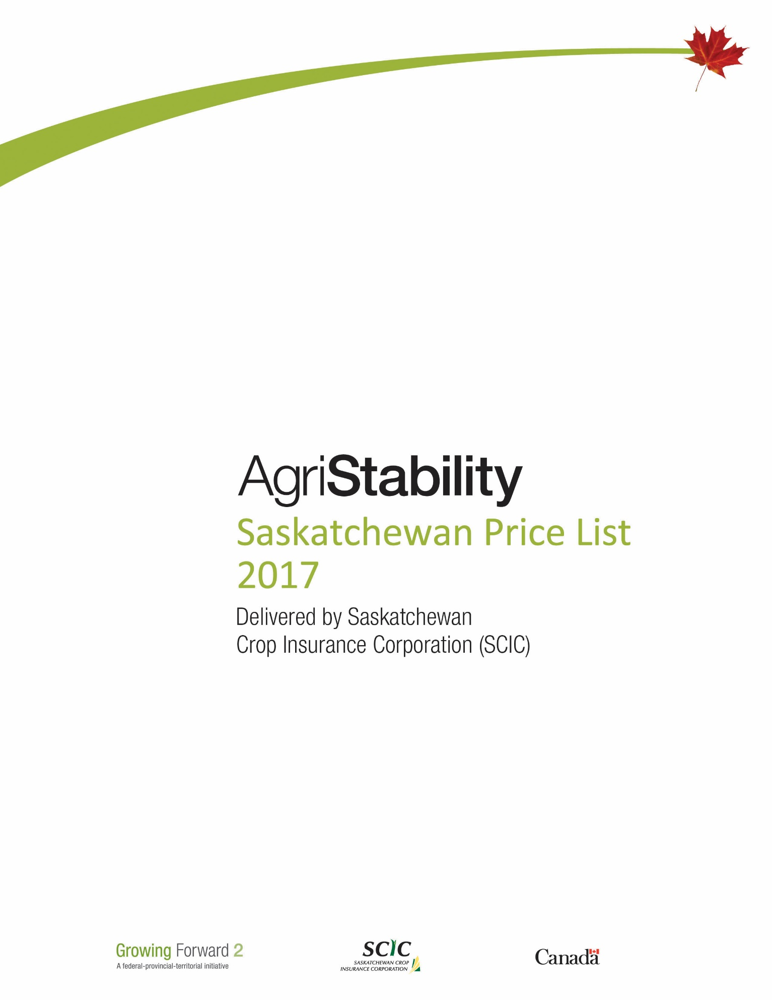 AgriStability
Saskatchewan Price List
2017
Delivered by Saskatchewan
Crop Insurance Corporation (SCIC)
Growing Forward 2
A federal-provincial-territorial initiative
SCIC
SASKATCHEWAN CROP
INSURANCE CORPORATION
Canada